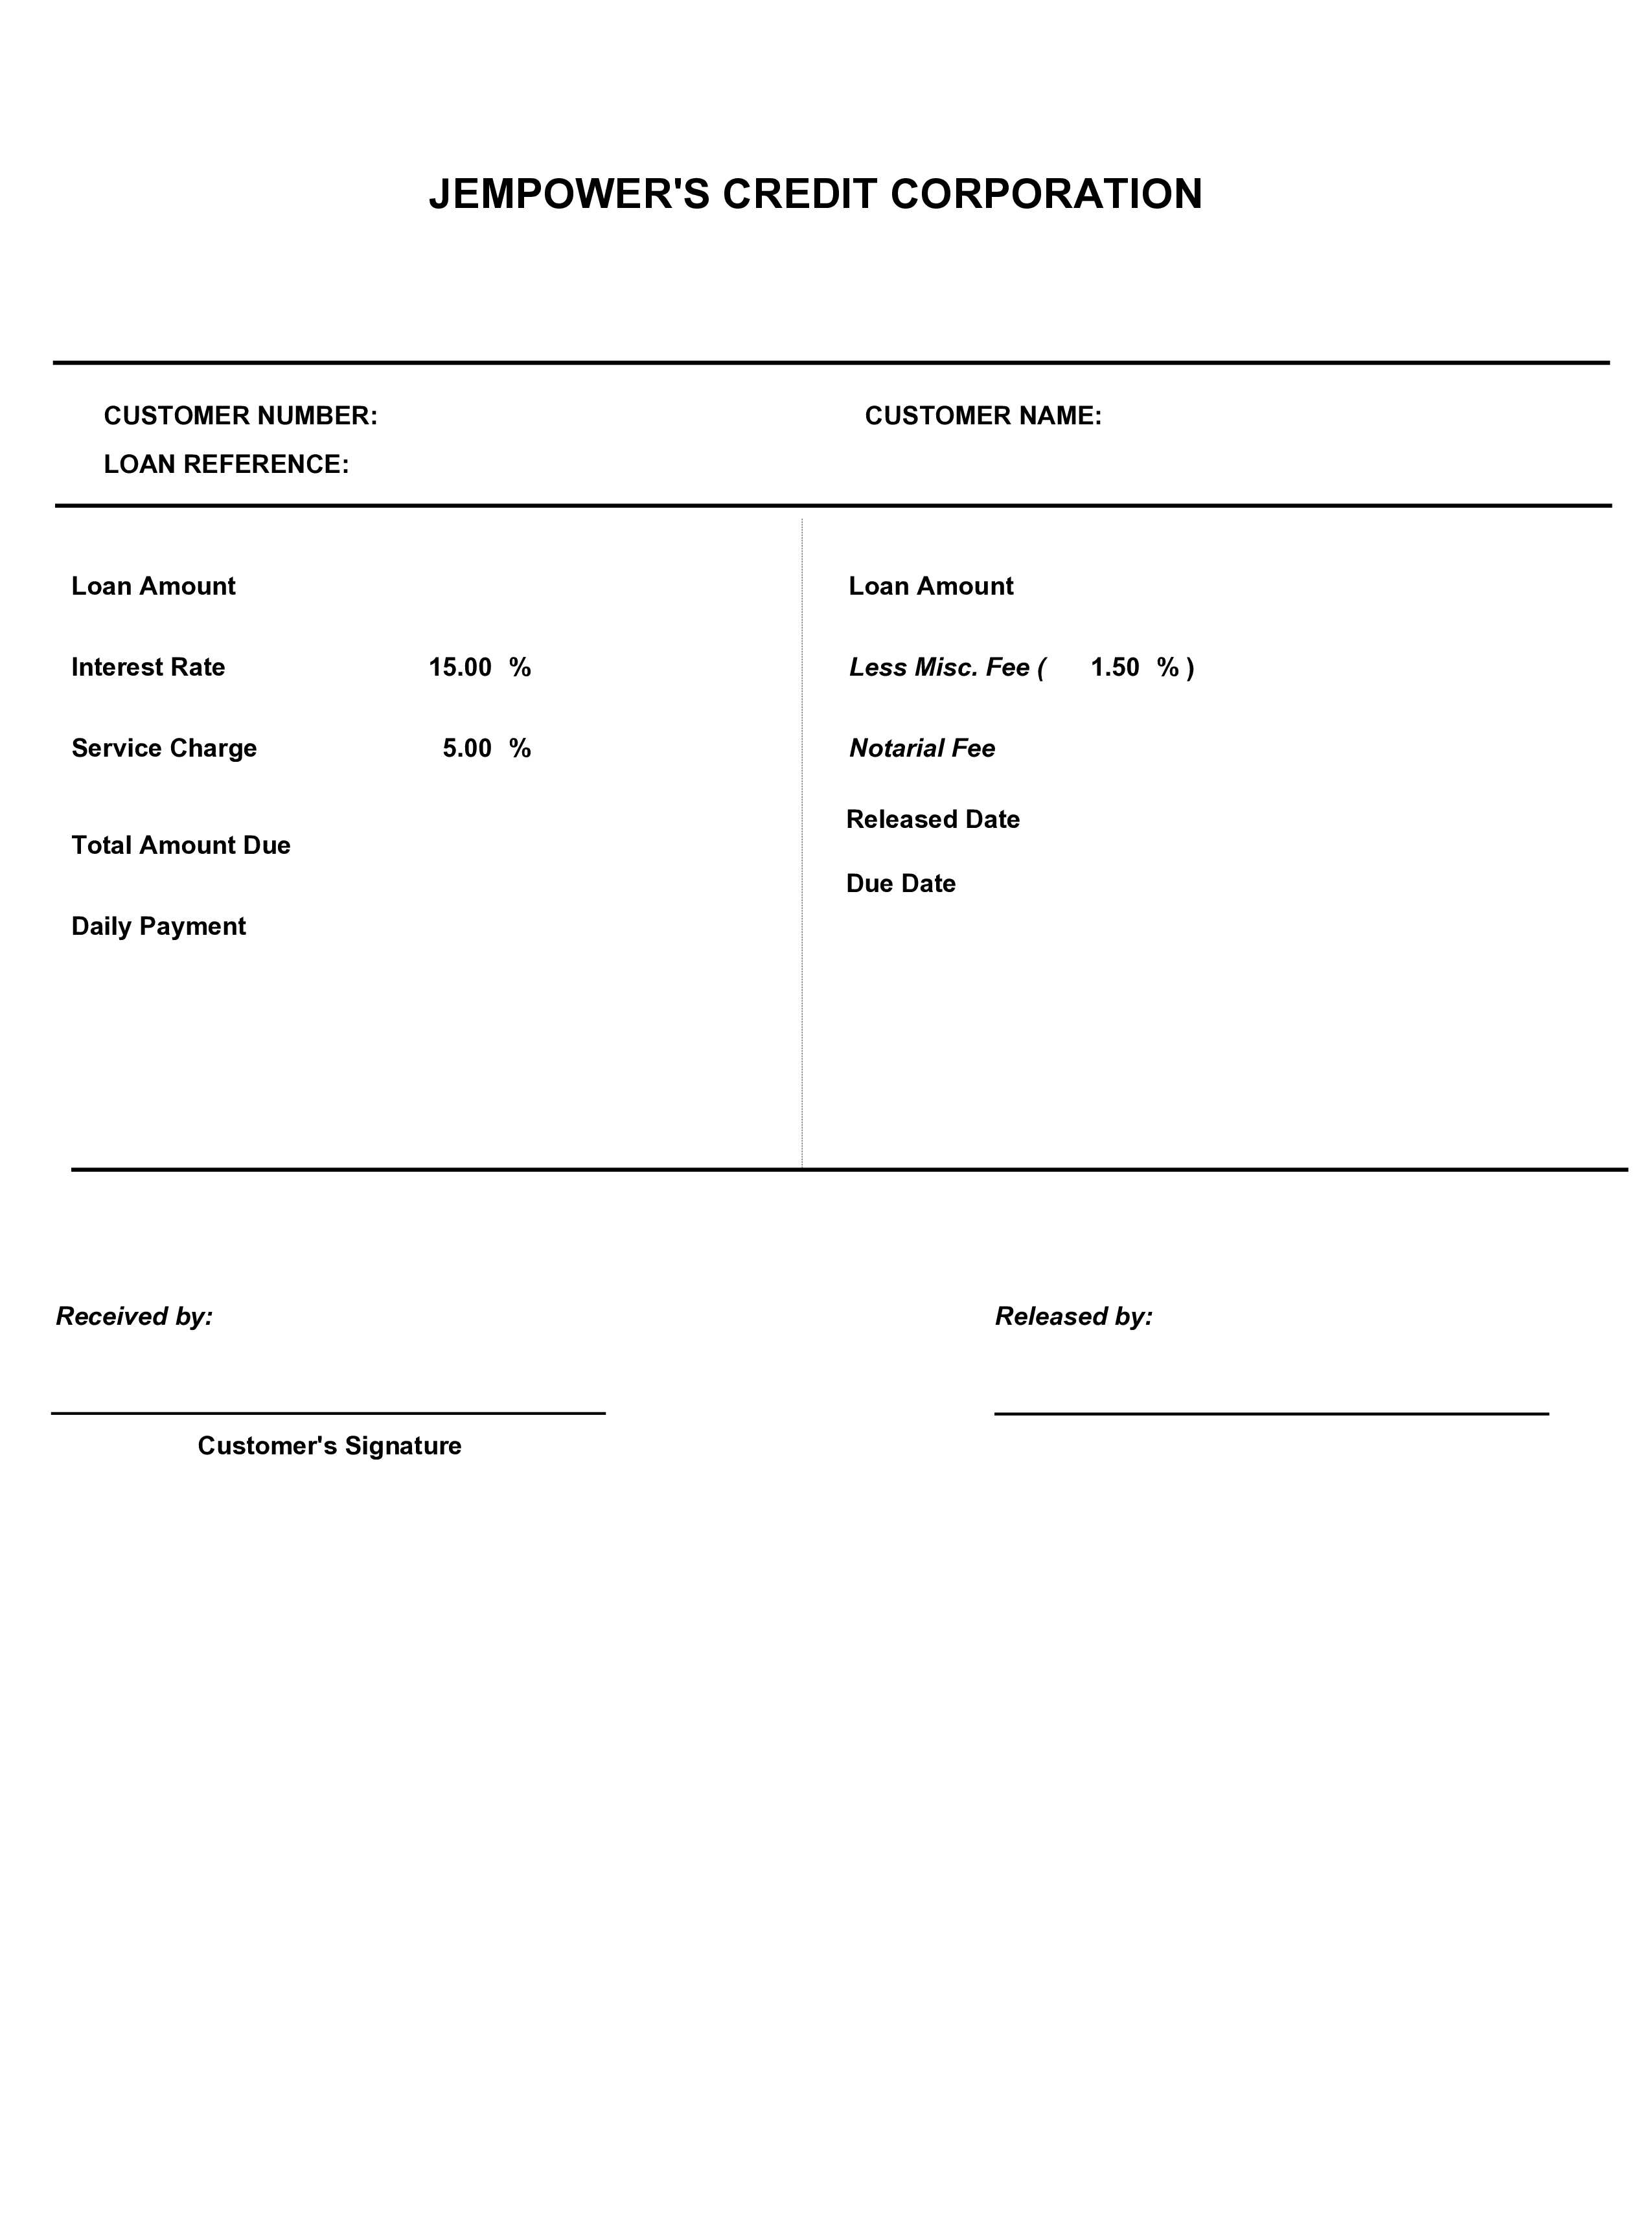 JEMPOWER'S CREDIT CORPORATION
CUSTOMER NUMBER:
CUSTOMER NAME:
LOAN REFERENCE:
Loan Amount
Interest Rate 15.00 %
Service Charge 5.00 %
Total Amount Due
Daily Payment
Loan Amount
Less Misc. Fee ( 1.50 % )
Notarial Fee
Released Date
Due Date
Received by:
Customer's Signature
Released by: